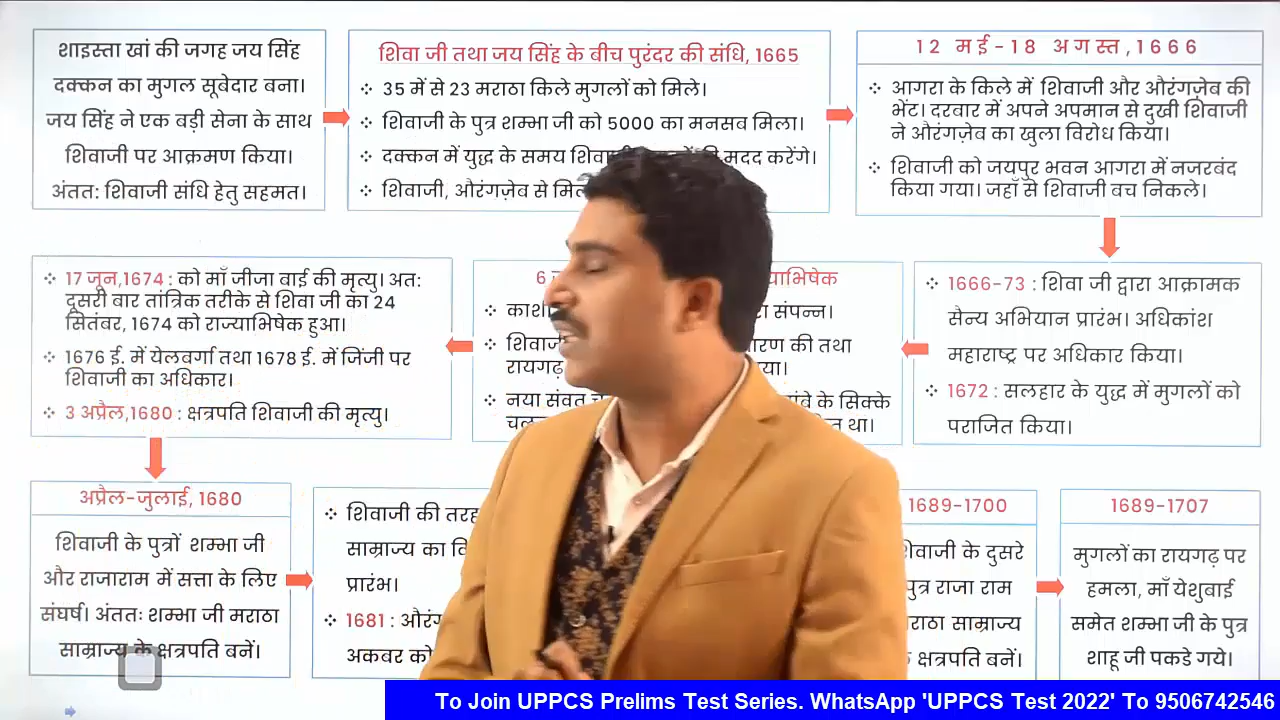 शाइस्ता खां की जगह जय सिंह
दक्कन का मुगल सूबेदार बना।
जय सिंह ने एक बड़ी सेना के साथ
शिवाजी पर आक्रमण किया।
अंततः शिवाजी संधि हेतु सहमत।
शिवा जी तथा जय सिंह के बीच पुरंदर की संधि, 1665
35 में से 23 मराठा किले मुगलों को मिले।
शिवाजी के पुत्र शम्भा जी को 5000 का मनसब मिला।
दक्कन में युद्ध के समय मदद करेंगे।
शिवाजी, औरंगज़ेब से
12 मई-18 अगस्त,1666
आगरा के किले में शिवाजी और औरंगज़ेब की
भेंट। दरबार में अपने अपमान से दुखी शिवाजी
ने औरंगज़ेब का खुला विरोध किया।
शिवाजी को जयपुर भवन आगरा में नजरबंद
किया गया। जहाँ से शिवाजी बच निकले।
17 जून,1674 : को माँ जीजा बाई की मृत्यु। अतः
दूसरी बार तांत्रिक तरीके से शिवा जी का 24
सितंबर, 1674 को राज्याभिषेक हुआ।
1676 ई. में येलबर्गा तथा 1678 ई. में जिंजी पर
शिवाजी का अधिकार।
3 अप्रैल,1680 : क्षत्रपति शिवाजी की मृत्यु।
6
संपन्न।
की तथा
नया संवत के सिक्के
था।
1666-73 : शिवा जी द्वारा आक्रामक
सैन्य अभियान प्रारंभ। अधिकांश
महाराष्ट्र पर अधिकार किया।
1672 : सलहार के युद्ध में मुगलों को
पराजित किया।
अप्रैल-जुलाई, 1680
शिवाजी के पुत्रों शम्भा जी
और राजाराम में सत्ता के लिए
संघर्ष। अंततः शम्भा जी मराठा
साम्राज्य के क्षत्रपति बनें।
शिवाजी की तरह
साम्राज्य का
प्रारंभ।
1681 :
अकबर को
1689-1700
के दुसरे
पुत्र राजा राम
साम्राज्य
क्षत्रपति बनें।
1689-1707
मुगलों का रायगढ़ पर
हमला, माँ येशुबाई
समेत शम्भा जी के पुत्र
शाहू जी पकडे गये।
To Join UPPCS Prelims Test Series. WhatsApp 'UPPCS Test 2022' To 9506742546